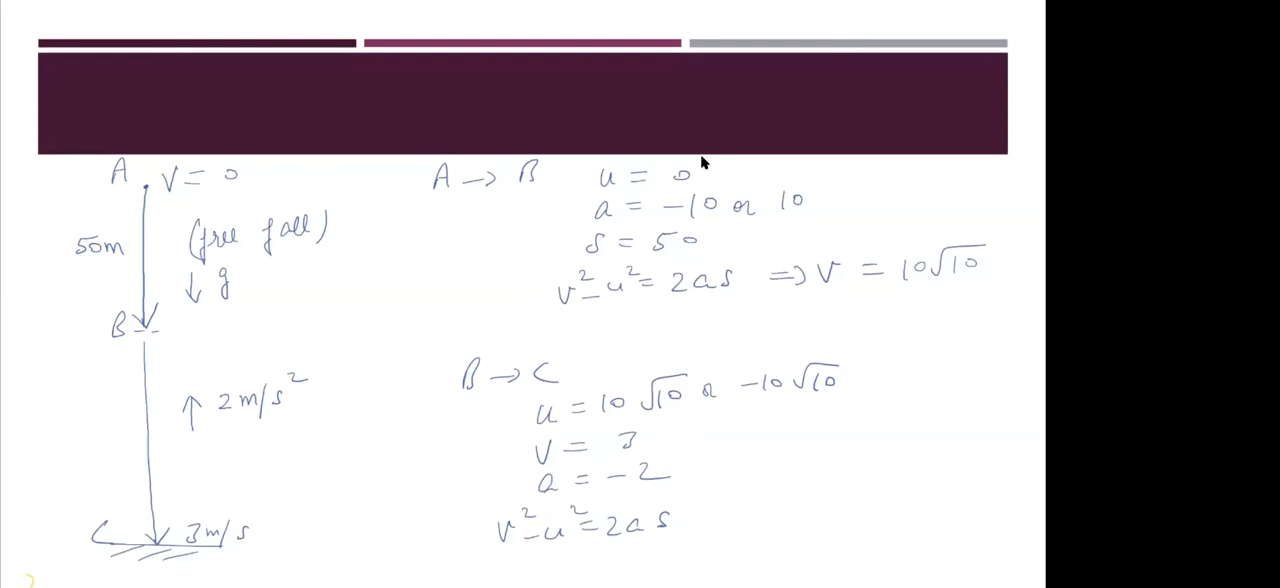 A . V = 0
50m
(free fall)
↓ g
B
↑ 2 m/s²
C 3 m/s
A → B u = 0
a = -10 or 10
s = 50
v² - u² = 2as ⇒ v = 10√10
B → C
u = 10√10 or -10√10
v = 3
a = -2
v² - u² = 2as